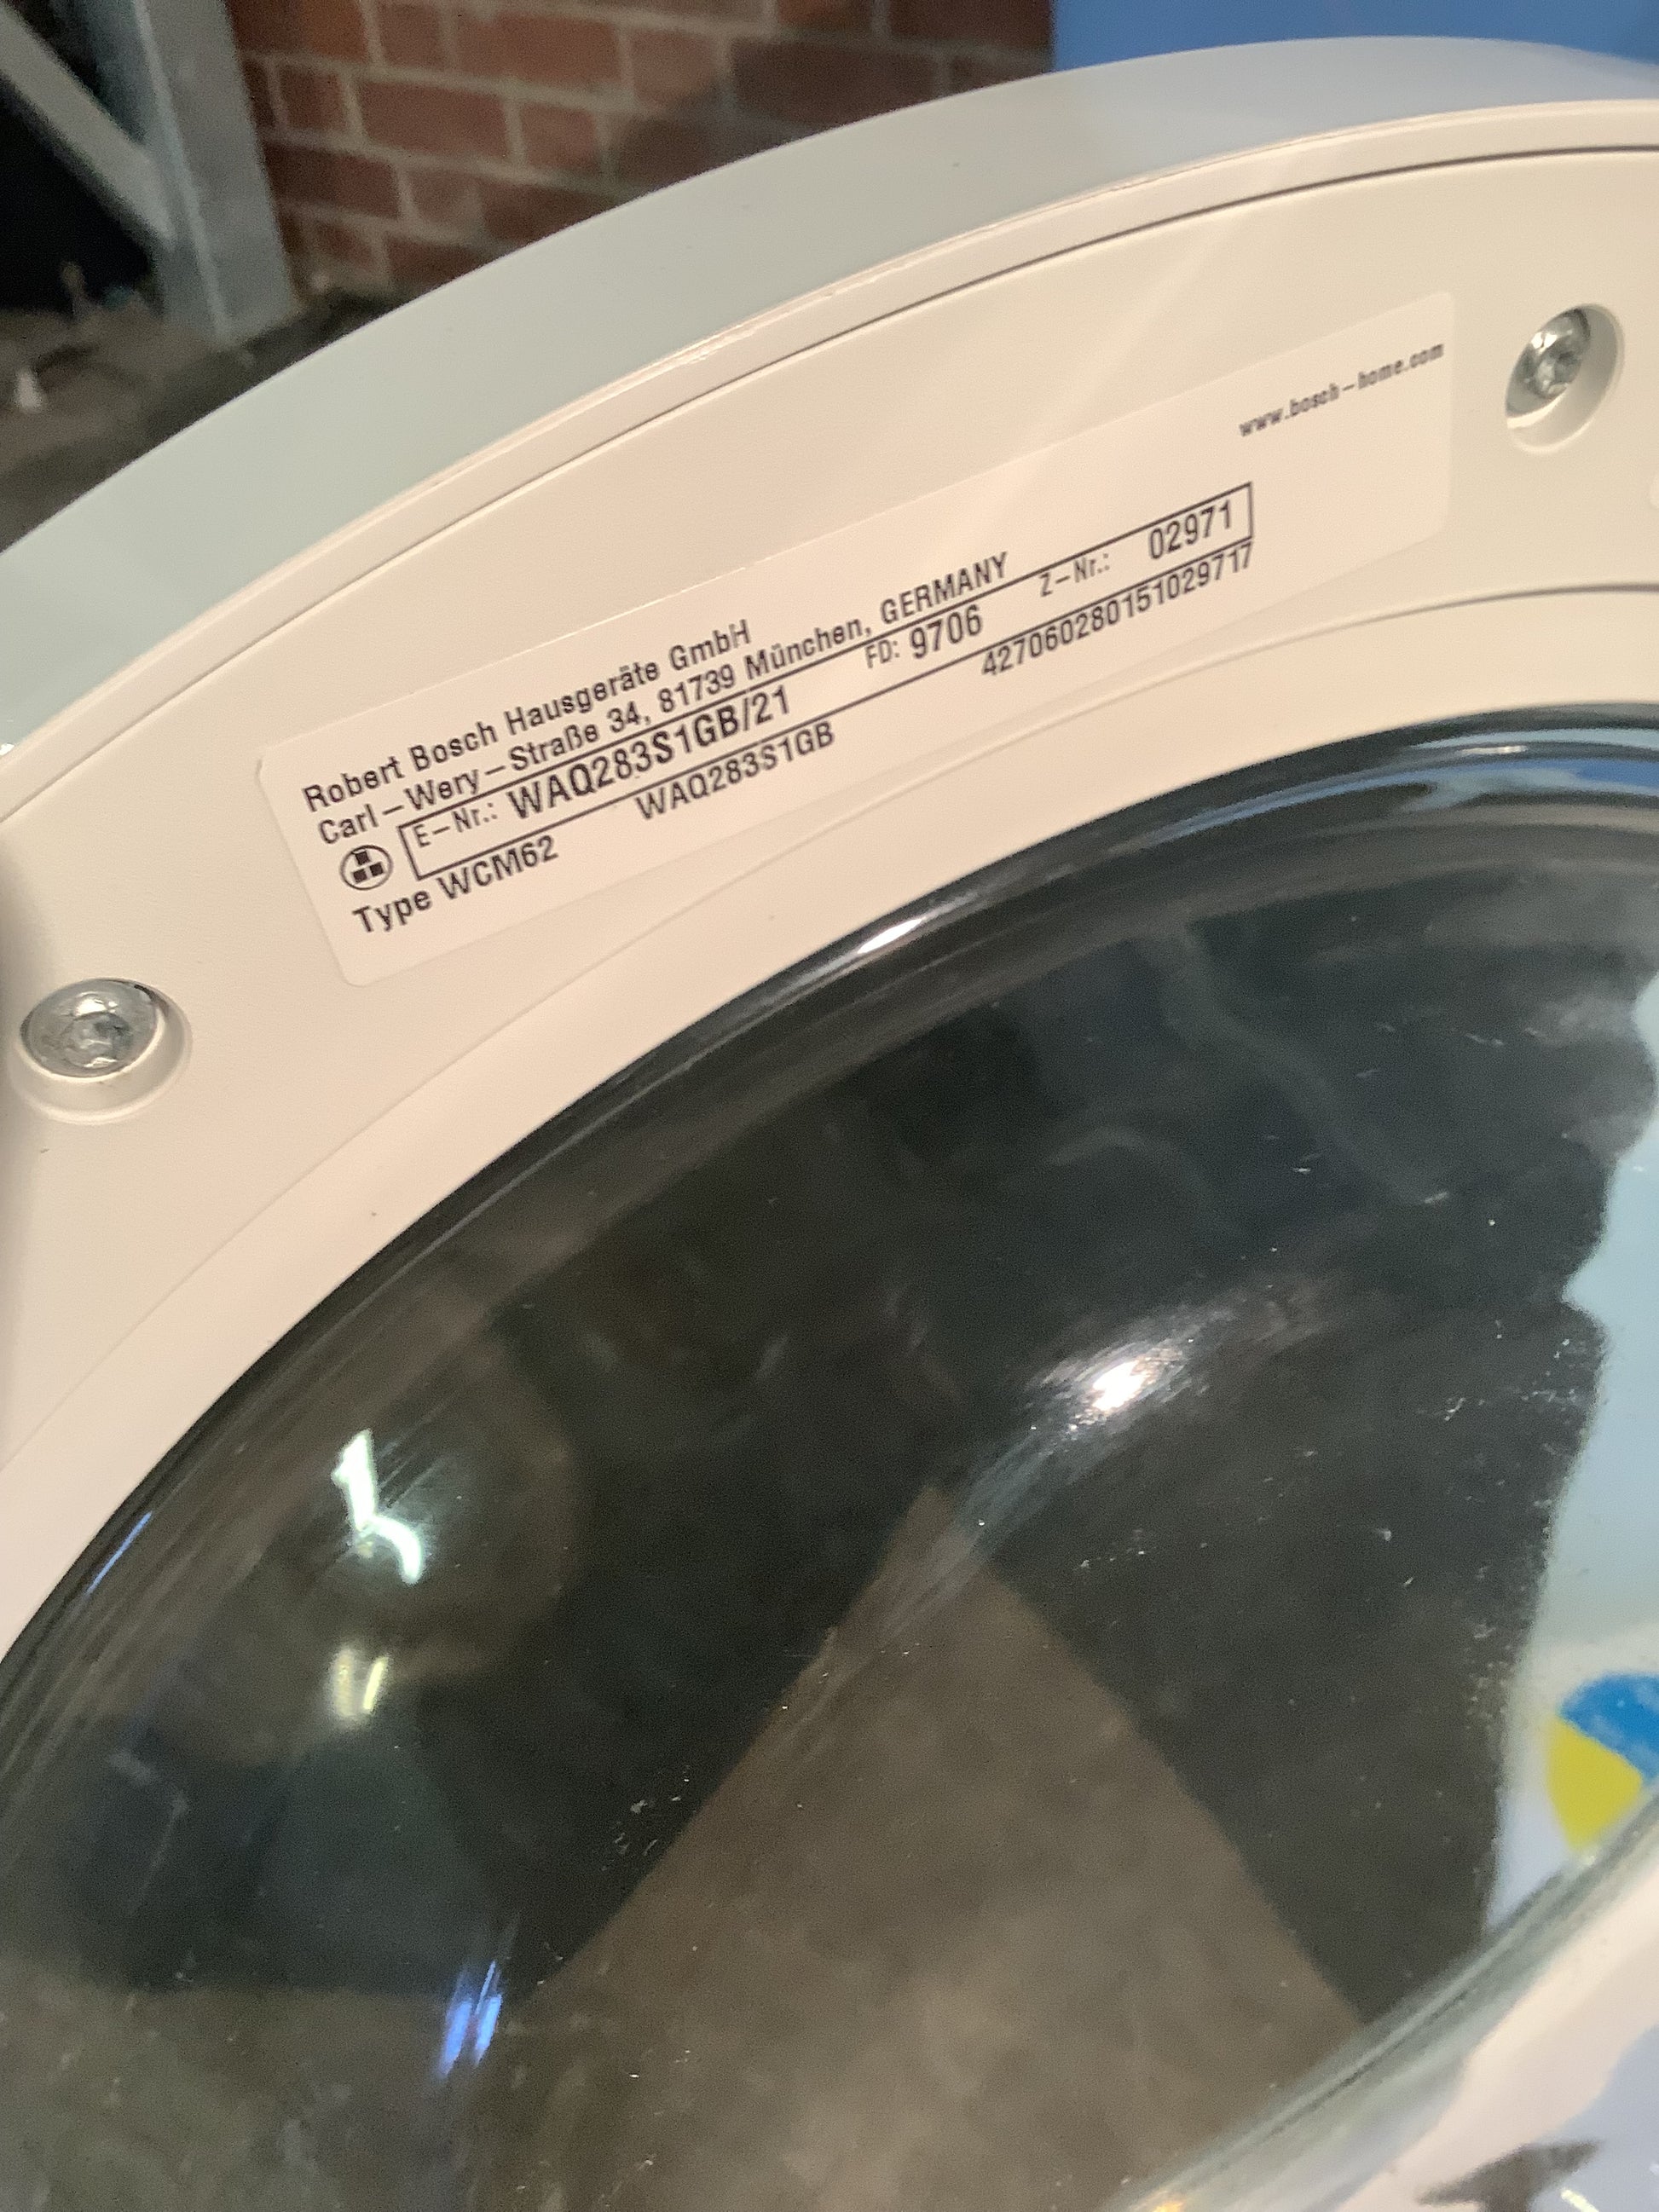 www.bosch-home.com
Robert Bosch Hausgeräte GmbH
Carl-Wery-Straße 34, 81739 München, GERMANY
E-Nr.: WAQ283S1GB/21 FD: 9706 Z-Nr.: 02971
Type WCM62 WAQ283S1GB 427060280151029717